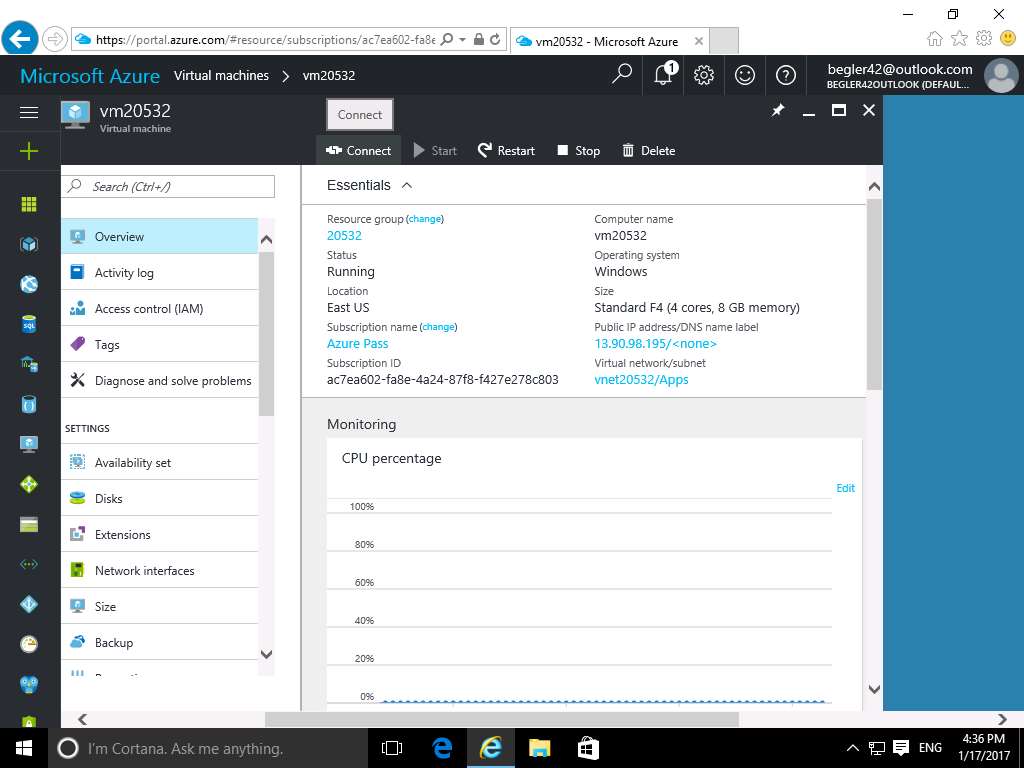 https://portal.azure.com/#resource/subscriptions/ac7ea602-fa8e
vm20532 - Microsoft Azure
Microsoft Azure
Virtual machines > vm20532
1
begler42@outlook.com
BEGLER42OUTLOOK (DEFAUL...
vm20532
Virtual machine
Connect
Connect
Start
Restart
Stop
Delete
Search (Ctrl+/)
Overview
Activity log
Access control (IAM)
Tags
Diagnose and solve problems
SETTINGS
Availability set
Disks
Extensions
Network interfaces
Size
Backup
Essentials
Resource group (change)
20532
Status
Running
Location
East US
Subscription name (change)
Azure Pass
Subscription ID
ac7ea602-fa8e-4a24-87f8-f427e278c803
Computer name
vm20532
Operating system
Windows
Size
Standard F4 (4 cores, 8 GB memory)
Public IP address/DNS name label
13.90.98.195/<none>
Virtual network/subnet
vnet20532/Apps
Monitoring
CPU percentage
Edit
100%
80%
60%
40%
20%
0%
SQL
I'm Cortana. Ask me anything.
ENG
4:36 PM
1/17/2017